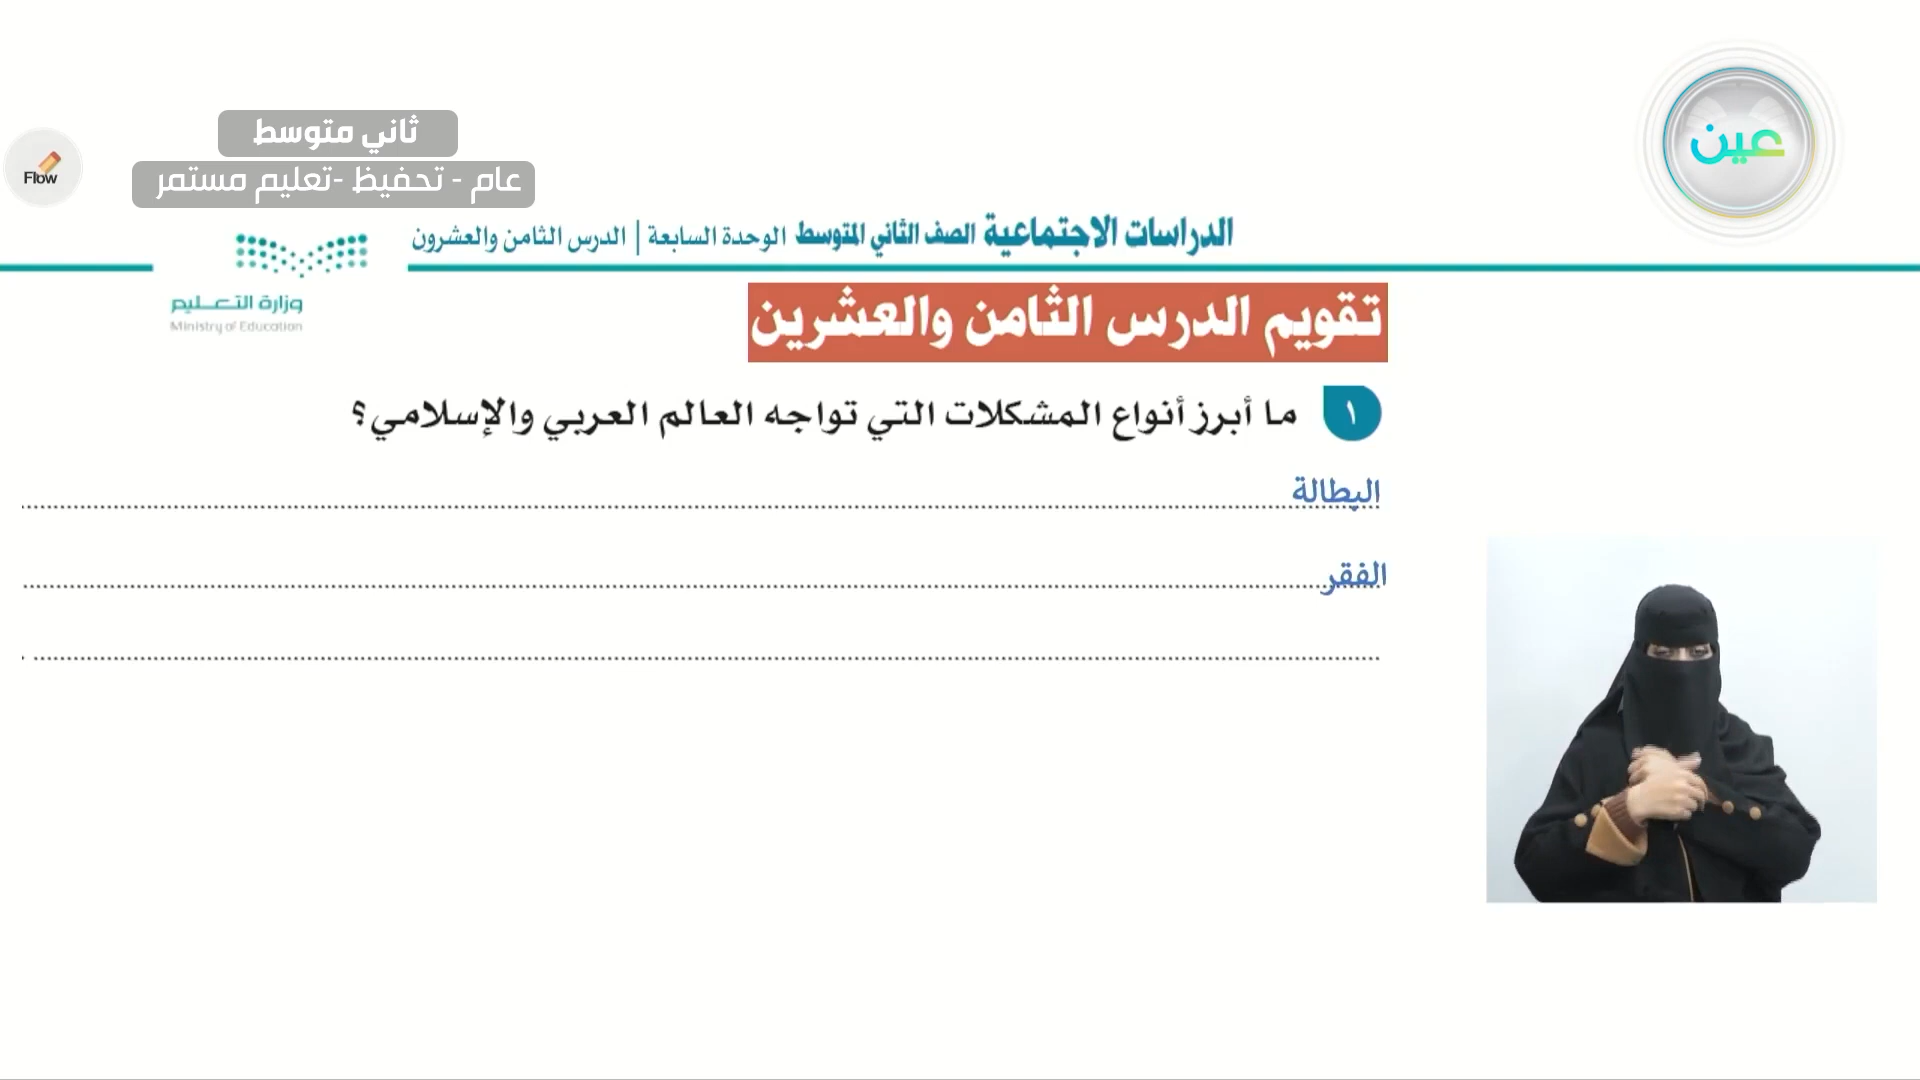 عين
ثاني متوسط
عام - تحفيظ -تعليم مستمر
Flow
الدراسات الاجتماعية الصف الثاني المتوسط الوحدة السابعة | الدرس الثامن والعشرون
وزارة التعليم
Ministry of Education
تقويم الدرس الثامن والعشرين
١ ما أبرز أنواع المشكلات التي تواجه العالم العربي والإسلامي؟
البطالة
الفقر